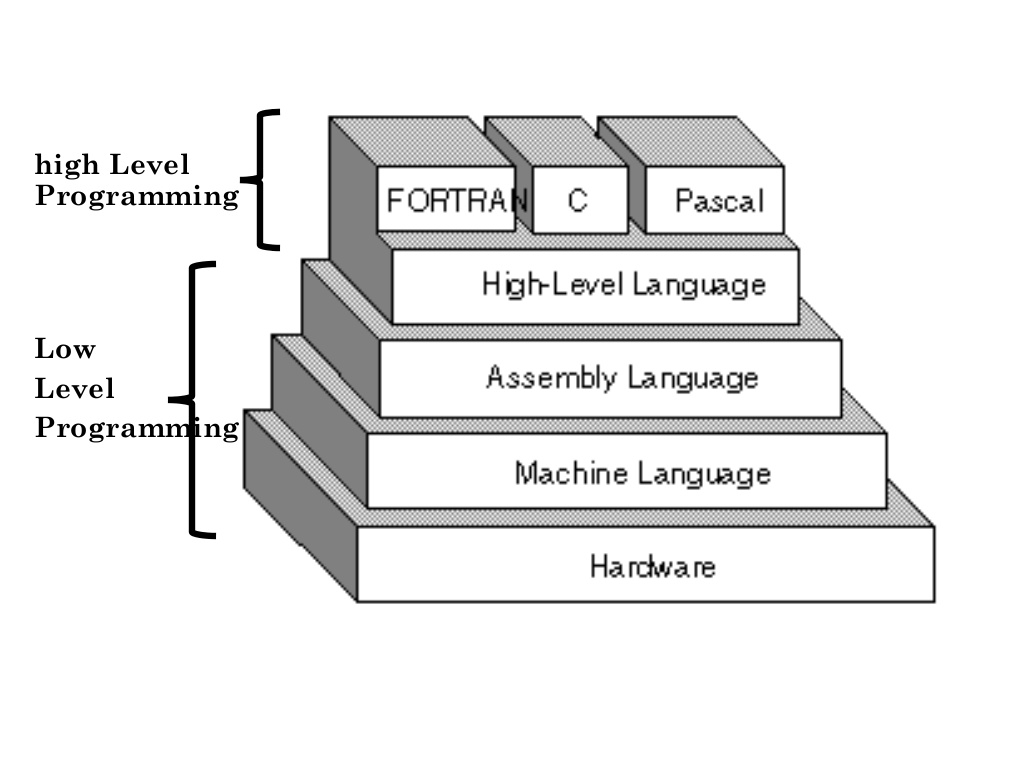 high Level
Programming
FORTRAN
C
Pascal
High-Level Language
Low
Level
Programming
Assembly Language
Machine Language
Hardware